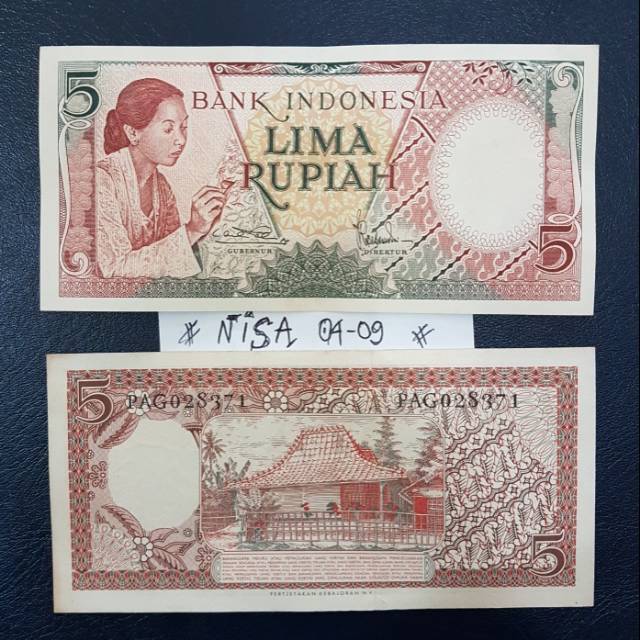 5
BANK INDONESIA
LIMA
RUPIAH
GUBERNUR
DIREKTUR
5
# NISA 04-09 #
5
PAG028371 PAG028371
5
PERTJETAKAN KEBAJORAN N.V.